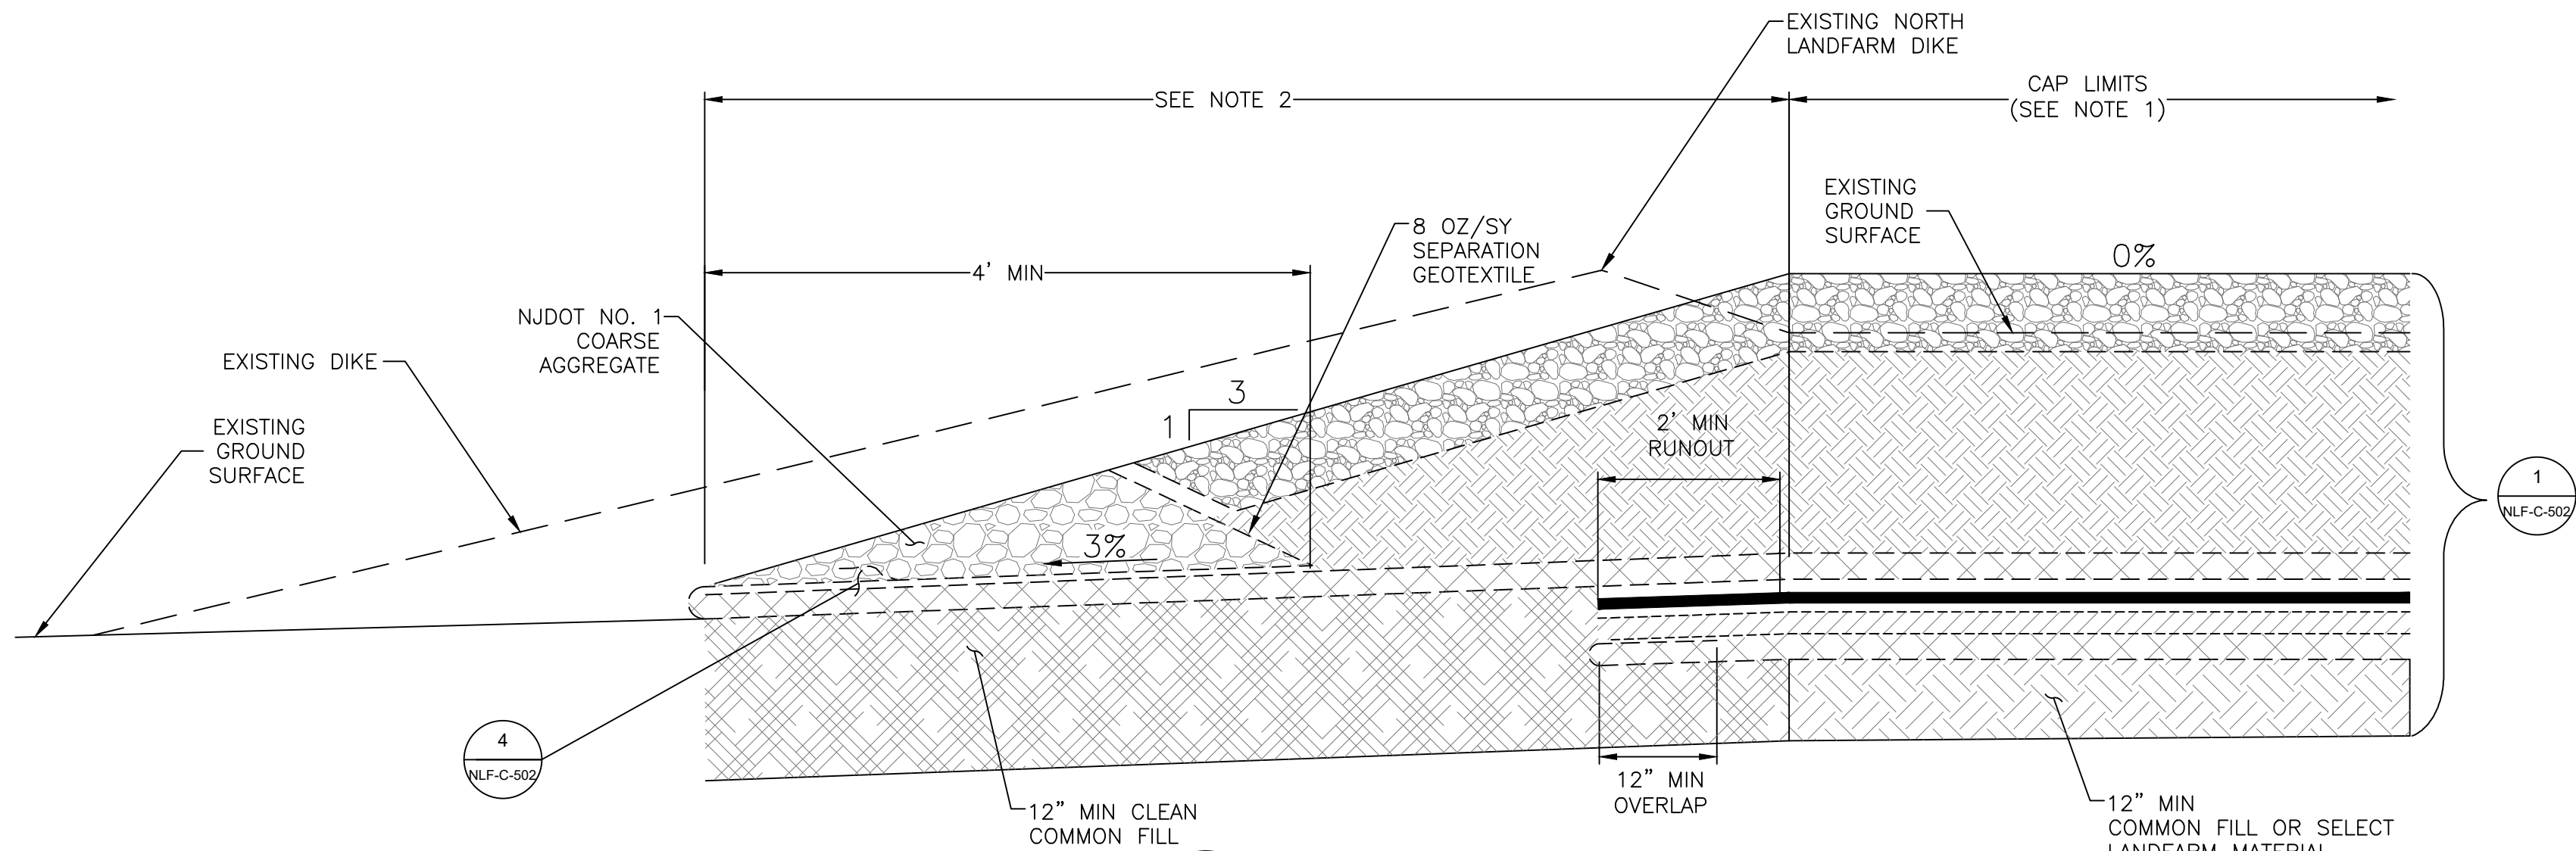 EXISTING NORTH
LANDFARM DIKE
SEE NOTE 2
CAP LIMITS
(SEE NOTE 1)
EXISTING
GROUND
SURFACE
8 OZ/SY
SEPARATION
GEOTEXTILE
0%
4' MIN
NJDOT NO. 1
COARSE
AGGREGATE
EXISTING DIKE
3
1
2' MIN
RUNOUT
EXISTING
GROUND
SURFACE
1
NLF-C-502
3%
4
NLF-C-502
12" MIN
OVERLAP
12" MIN CLEAN
COMMON FILL
12" MIN
COMMON FILL OR SELECT
LANDFARM MATERIAL